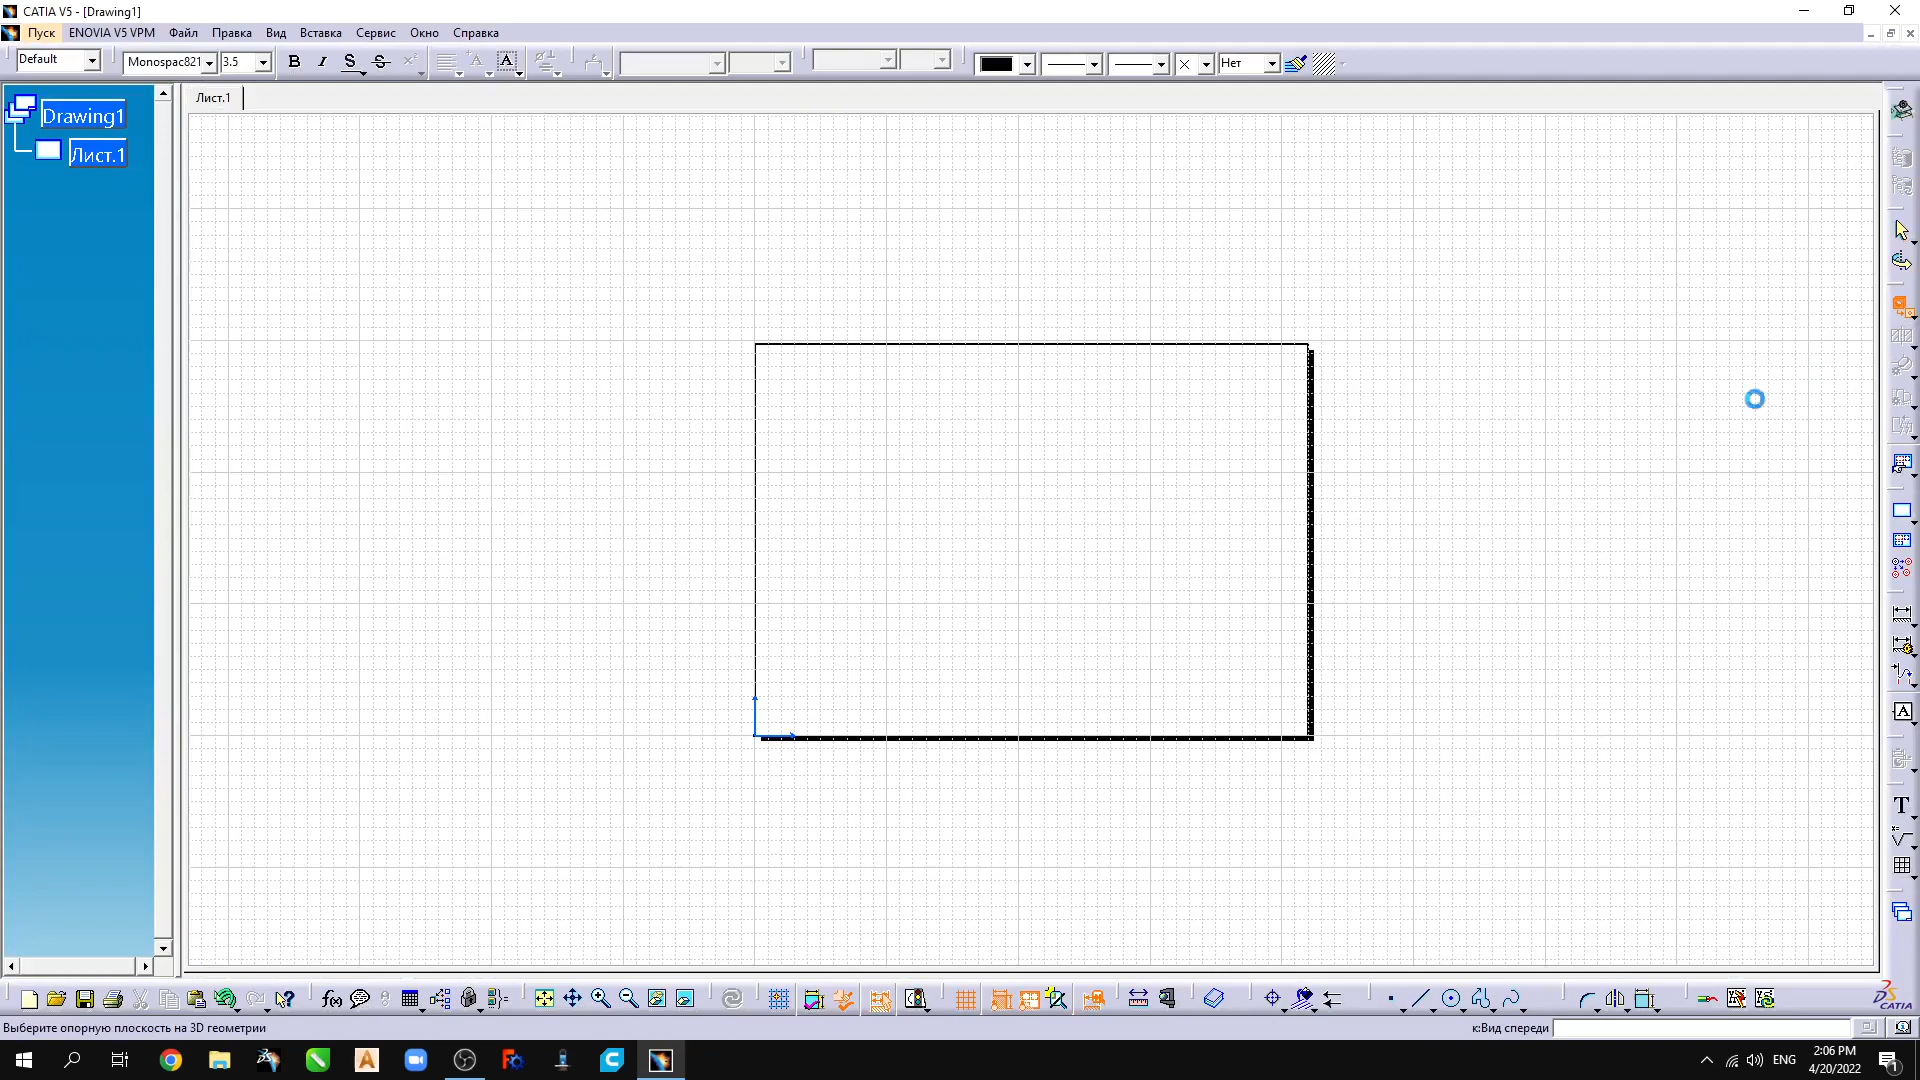 CATIA V5 - [Drawing1]
Пуск ENOVIA V5 VPM Файл Правка Вид Вставка Сервис Окно Справка
Default Monospac821 3.5 B I S S A Нет
Лист.1
Drawing1
Лист.1
A
T
f(x)
CATIA
Выберите опорную плоскость на 3D геометрии
к:Вид спереди
ENG
2:06 PM
4/20/2022
1